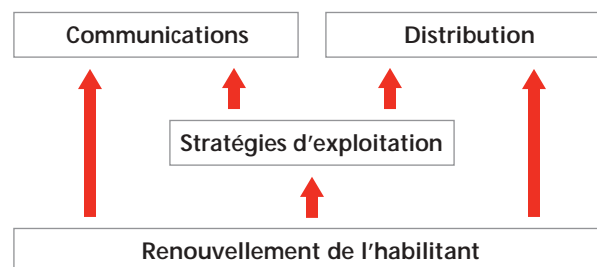 Communications
Distribution
Stratégies d'exploitation
Renouvellement de l'habilitant